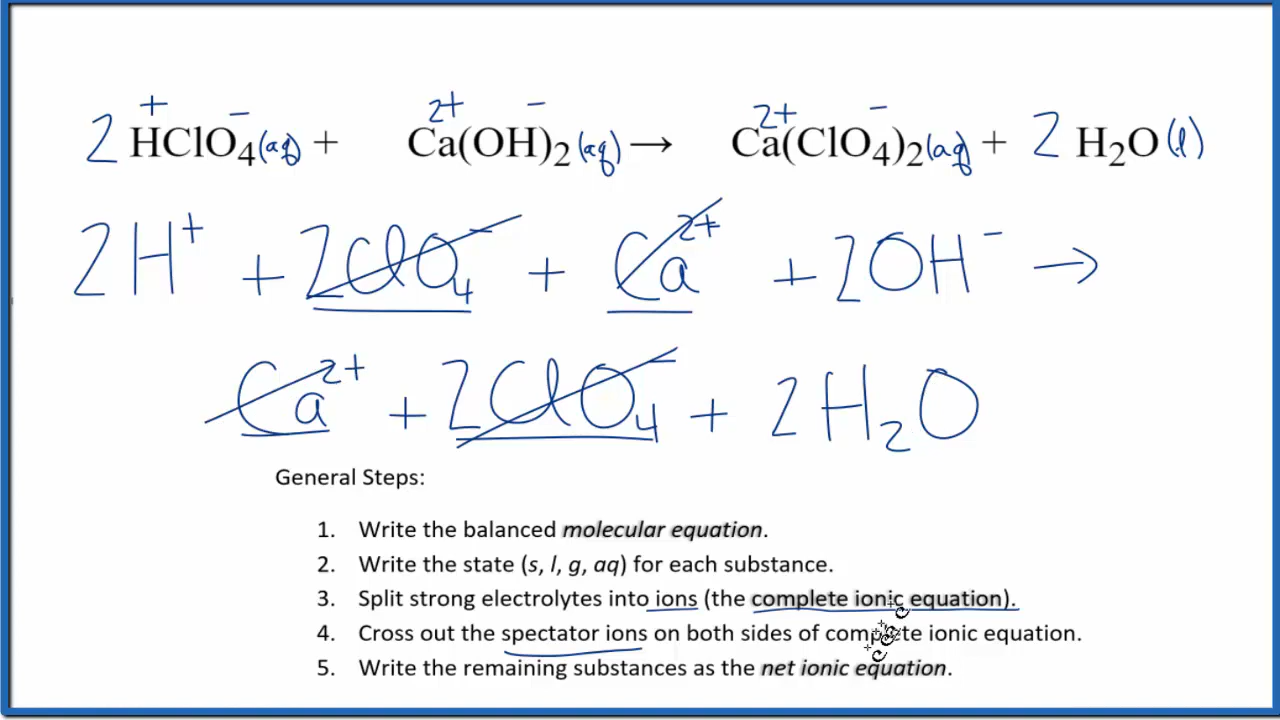 2 H⁺ClO₄⁻(aq) + Ca²⁺(OH)⁻₂(aq) → Ca²⁺(ClO₄)⁻₂(aq) + 2 H₂O(l)
2H⁺ + 2ClO₄⁻ + Ca²⁺ + 2OH⁻ →
Ca²⁺ + 2ClO₄⁻ + 2H₂O
General Steps:
1. Write the balanced molecular equation.
2. Write the state (s, l, g, aq) for each substance.
3. Split strong electrolytes into ions (the complete ionic equation).
4. Cross out the spectator ions on both sides of complete ionic equation.
5. Write the remaining substances as the net ionic equation.